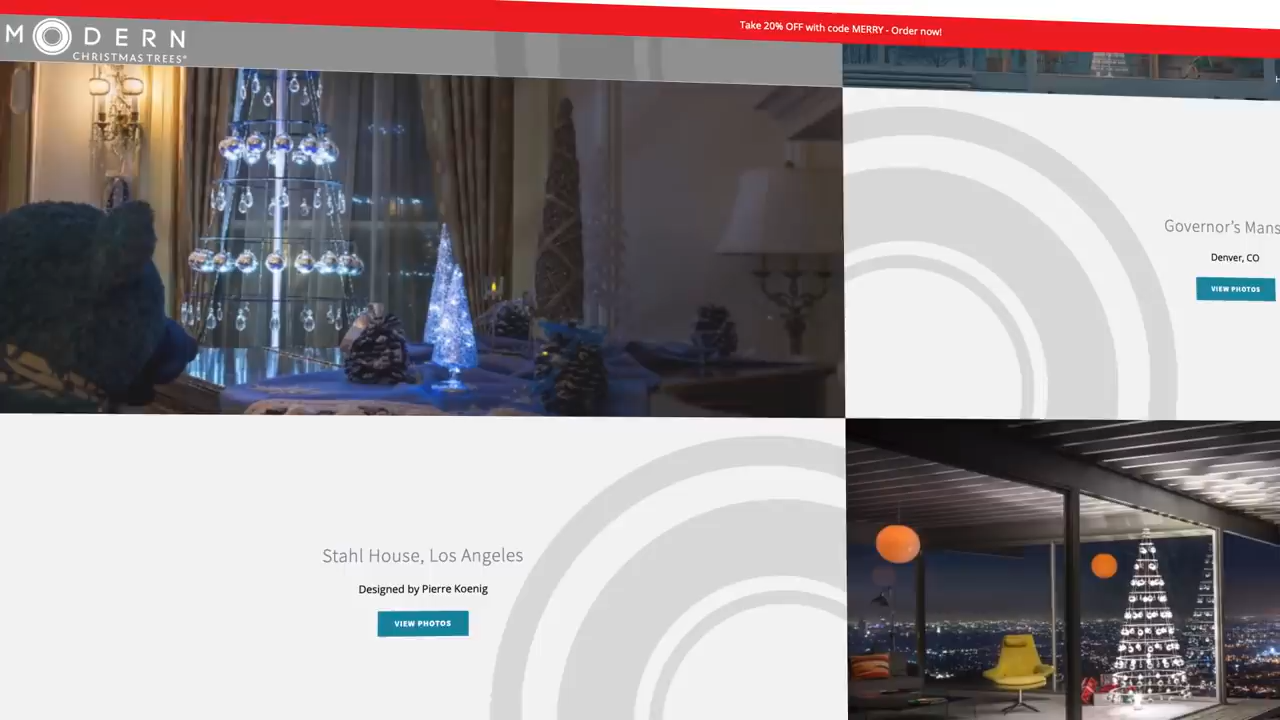 Take 20% OFF with code MERRY - Order now!
MODERN
CHRISTMAS TREES®
Governor's
Denver, CO
VIEW PHOTOS
Stahl House, Los Angeles
Designed by Pierre Koenig
VIEW PHOTOS